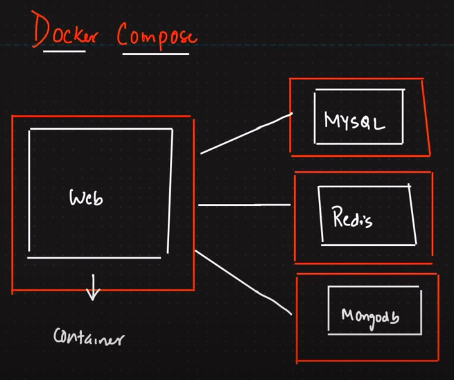 Docker Compose
MYSQL
Web
Redis
Mongodb
Container